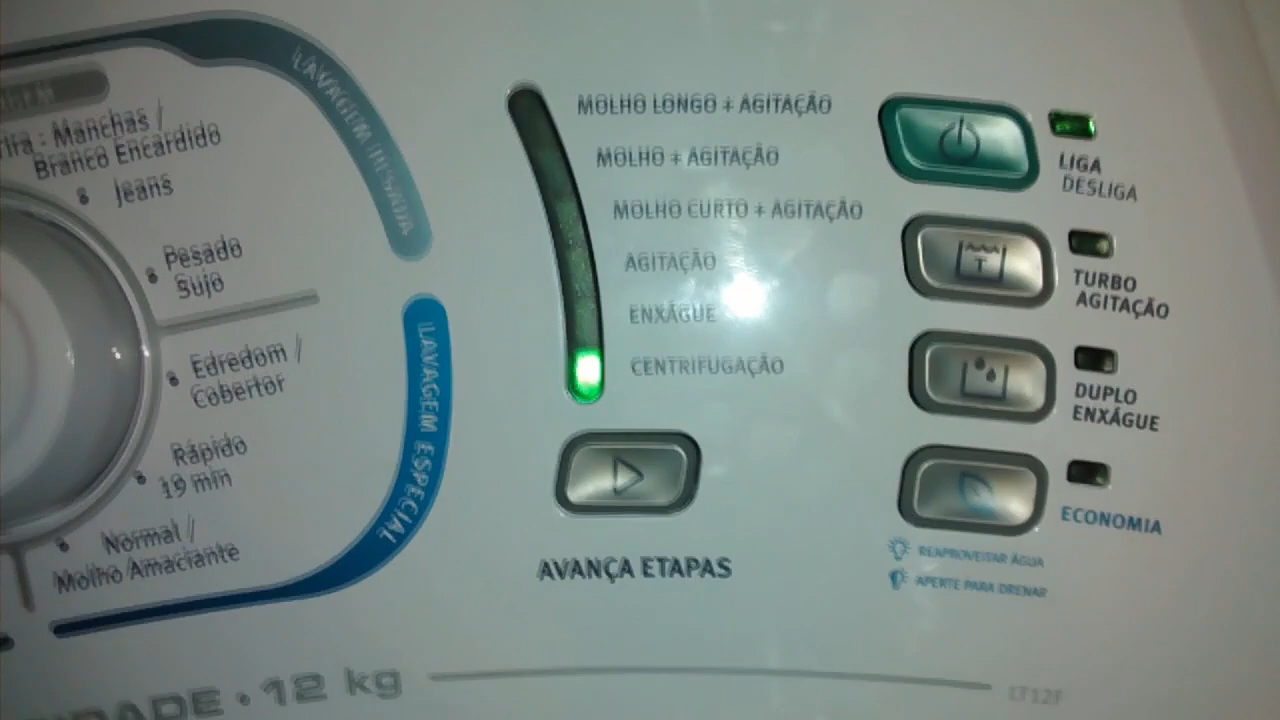 LAVAGEM PESADA
Manchas /
Branco Encardido
Jeans
Pesado
Sujo
Edredom /
Cobertor
Rápido
19 min
Normal /
Molho Amaciante
LAVAGEM ESPECIAL
MOLHO LONGO + AGITAÇÃO
MOLHO + AGITAÇÃO
MOLHO CURTO + AGITAÇÃO
AGITAÇÃO
ENXÁGUE
CENTRIFUGAÇÃO
AVANÇA ETAPAS
LIGA
DESLIGA
T
TURBO
AGITAÇÃO
DUPLO
ENXÁGUE
ECONOMIA
REAPROVEITAR ÁGUA
APERTE PARA DRENAR
12 kg
LT12F